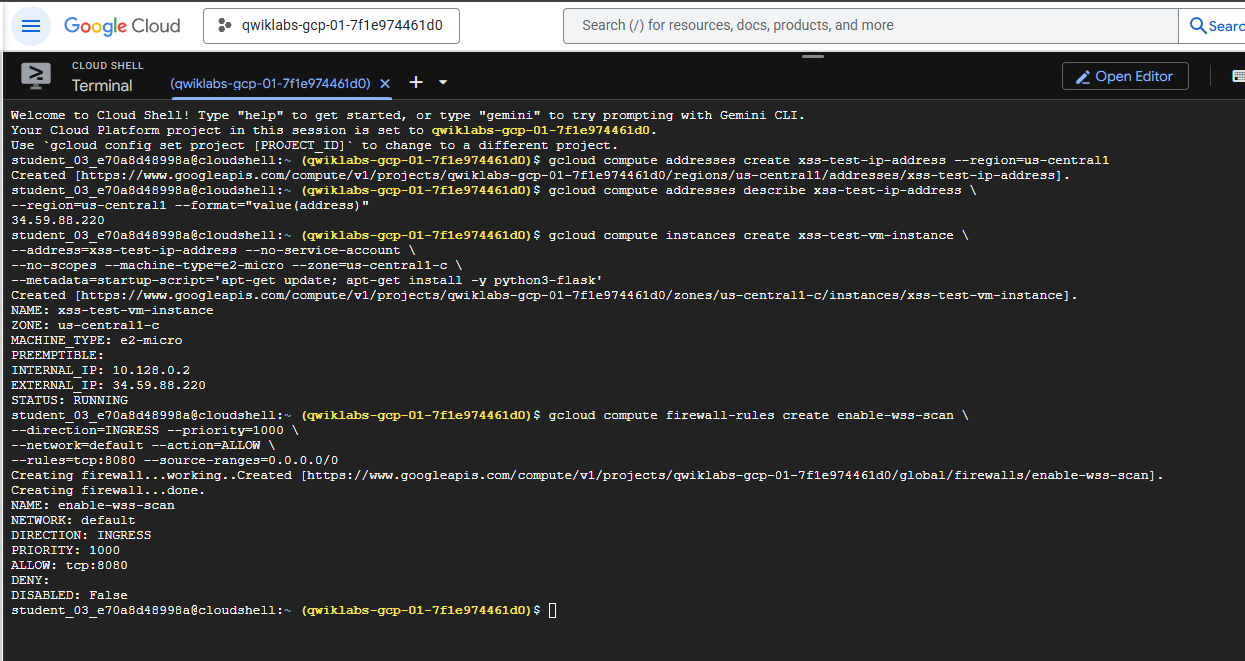 Google Cloud
qwiklabs-gcp-01-7f1e974461d0
Search (/) for resources, docs, products, and more
Searc
CLOUD SHELL
Terminal
(qwiklabs-gcp-01-7f1e974461d0)
Open Editor
Welcome to Cloud Shell! Type "help" to get started, or type "gemini" to try prompting with Gemini CLI.
Your Cloud Platform project in this session is set to qwiklabs-gcp-01-7f1e974461d0.
Use `gcloud config set project [PROJECT_ID]` to change to a different project.
student_03_e70a8d48998a@cloudshell:~ (qwiklabs-gcp-01-7f1e974461d0)$ gcloud compute addresses create xss-test-ip-address --region=us-central1
Created [https://www.googleapis.com/compute/v1/projects/qwiklabs-gcp-01-7f1e974461d0/regions/us-central1/addresses/xss-test-ip-address].
student_03_e70a8d48998a@cloudshell:~ (qwiklabs-gcp-01-7f1e974461d0)$ gcloud compute addresses describe xss-test-ip-address \
--region=us-central1 --format="value(address)"
34.59.88.220
student_03_e70a8d48998a@cloudshell:~ (qwiklabs-gcp-01-7f1e974461d0)$ gcloud compute instances create xss-test-vm-instance \
--address=xss-test-ip-address --no-service-account \
--no-scopes --machine-type=e2-micro --zone=us-central1-c \
--metadata=startup-script='apt-get update; apt-get install -y python3-flask'
Created [https://www.googleapis.com/compute/v1/projects/qwiklabs-gcp-01-7f1e974461d0/zones/us-central1-c/instances/xss-test-vm-instance].
NAME: xss-test-vm-instance
ZONE: us-central1-c
MACHINE_TYPE: e2-micro
PREEMPTIBLE:
INTERNAL_IP: 10.128.0.2
EXTERNAL_IP: 34.59.88.220
STATUS: RUNNING
student_03_e70a8d48998a@cloudshell:~ (qwiklabs-gcp-01-7f1e974461d0)$ gcloud compute firewall-rules create enable-wss-scan \
--direction=INGRESS --priority=1000 \
--network=default --action=ALLOW \
--rules=tcp:8080 --source-ranges=0.0.0.0/0
Creating firewall...working..Created [https://www.googleapis.com/compute/v1/projects/qwiklabs-gcp-01-7f1e974461d0/global/firewalls/enable-wss-scan].
Creating firewall...done.
NAME: enable-wss-scan
NETWORK: default
DIRECTION: INGRESS
PRIORITY: 1000
ALLOW: tcp:8080
DENY:
DISABLED: False
student_03_e70a8d48998a@cloudshell:~ (qwiklabs-gcp-01-7f1e974461d0)$